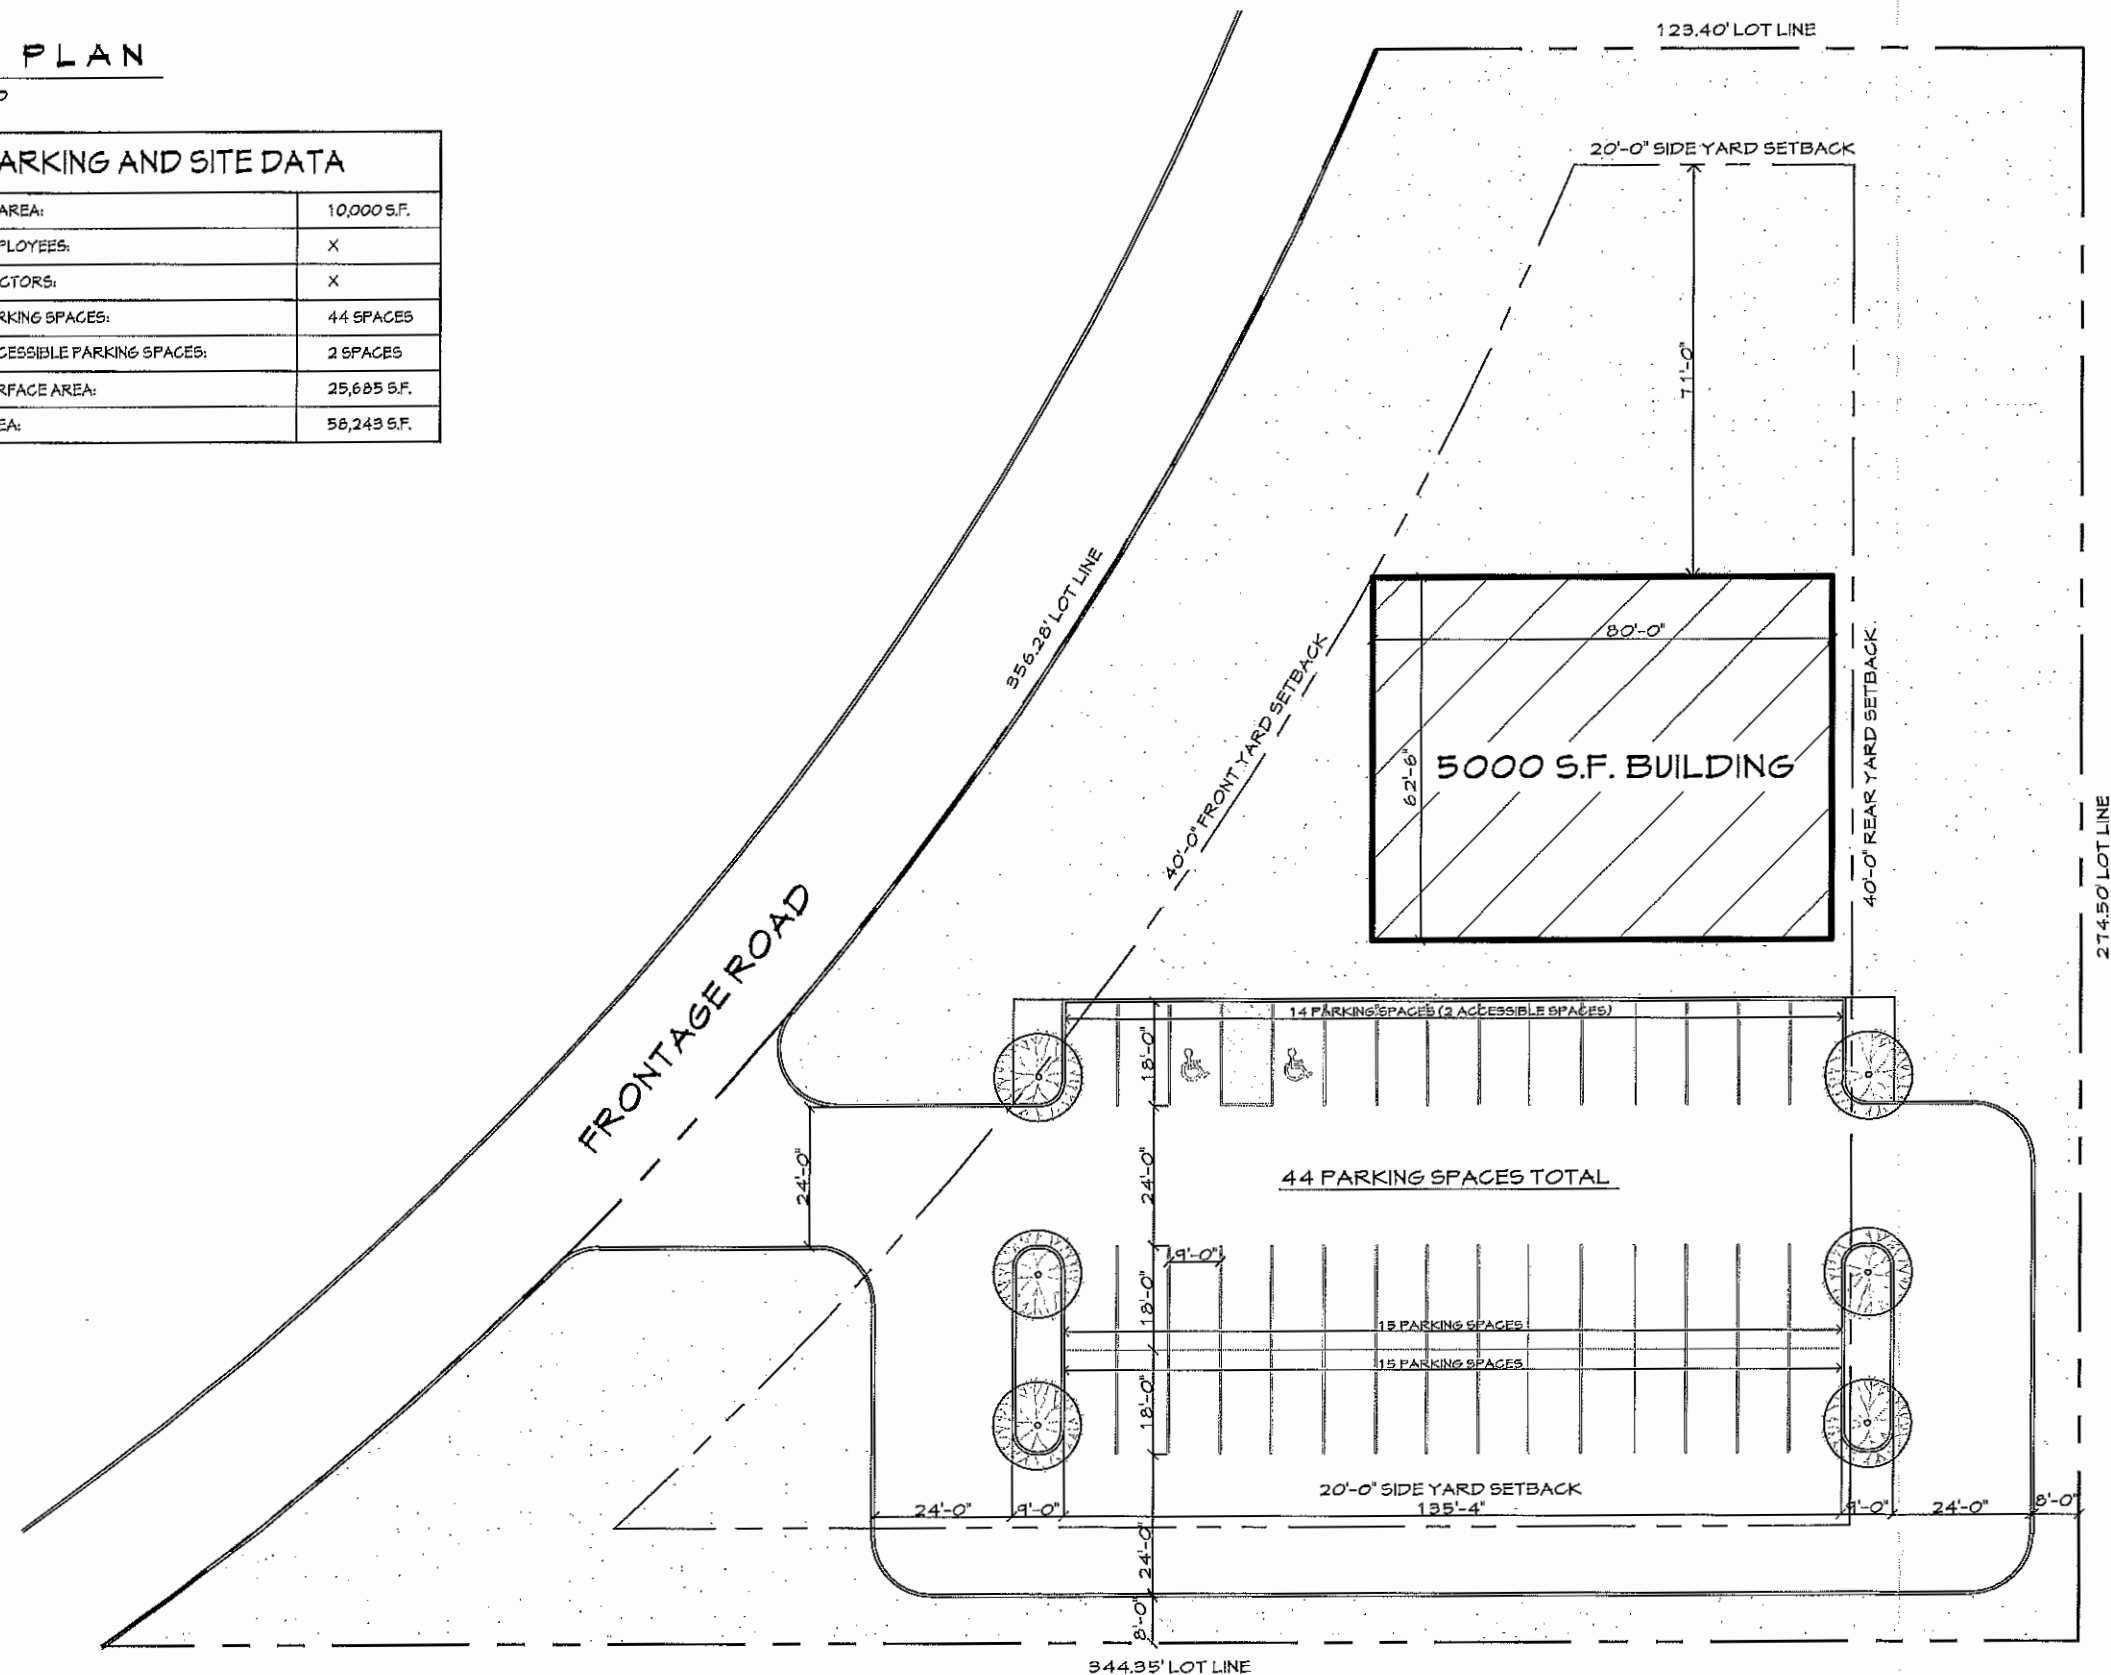 PLAN
ARKING AND SITE DATA
AREA: 10,000 S.F.
PLOYEES: X
CTORS: X
RKING SPACES: 44 SPACES
CESSIBLE PARKING SPACES: 2 SPACES
RFACE AREA: 25,685 S.F.
EA: 58,243 S.F.
123.40' LOT LINE
20'-0" SIDE YARD SETBACK
71'-0"
356.28' LOT LINE
40'-0" FRONT YARD SETBACK
80'-0"
62'-6"
5000 S.F. BUILDING
40'-0" REAR YARD SETBACK
274.50' LOT LINE
FRONTAGE ROAD
14 PARKING SPACES (2 ACCESSIBLE SPACES)
18'-0"
24'-0"
24'-0"
44 PARKING SPACES TOTAL
9'-0"
18'-0"
15 PARKING SPACES
15 PARKING SPACES
18'-0"
20'-0" SIDE YARD SETBACK
24'-0"
9'-0"
135'-4"
9'-0"
24'-0"
8'-0"
24'-0"
8'-0"
344.35' LOT LINE